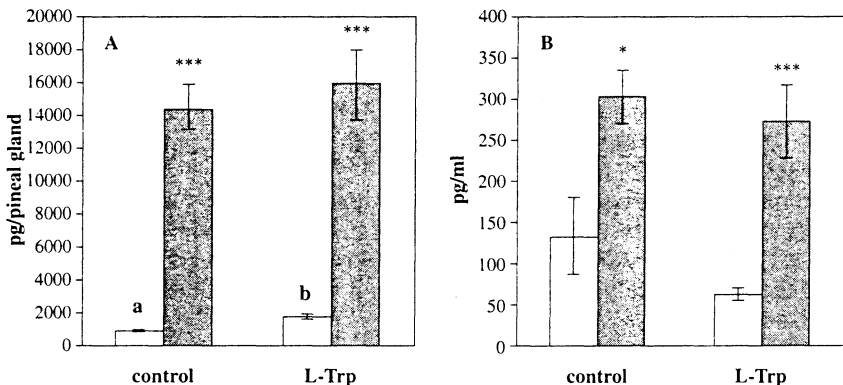 A
pg/pineal gland
20000
18000
16000
14000
12000
10000
8000
6000
4000
2000
0
***
***
a
b
control
L-Trp
B
pg/ml
400
350
300
250
200
150
100
50
0
*
***
control
L-Trp